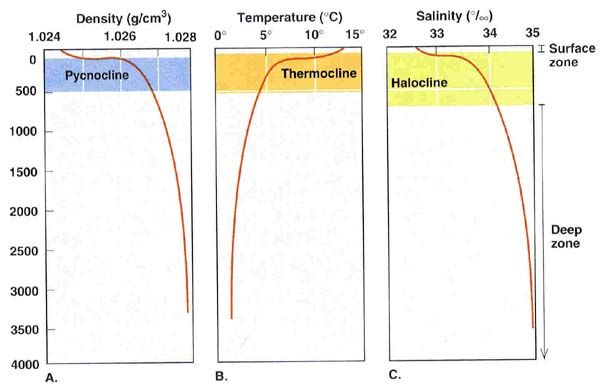 Density (g/cm³)
1.024 1.026 1.028
Temperature (°C)
0° 5° 10° 15°
Salinity (°/∞)
32 33 34 35
0
500
1000
1500
2000
2500
3000
3500
4000
Pycnocline
Thermocline
Halocline
Surface
zone
Deep
zone
A.
B.
C.